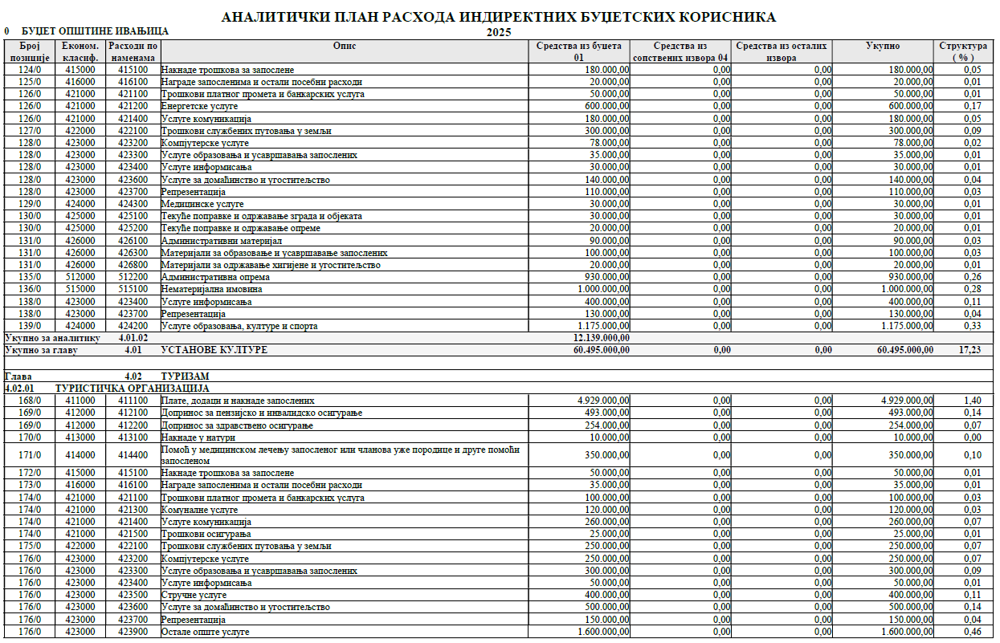 АНАЛИТИЧКИ ПЛАН РАСХОДА ИНДИРЕКТНИХ БУЏЕТСКИХ КОРИСНИКА
0 БУЏЕТ ОПШТИНЕ ИВАЊИЦА
2025
Број позиције Економ. класиф. Расходи по наменама Опис Средства из буџета 01 Средства из сопствених извора 04 Средства из осталих извора Укупно Структура ( % )
124/0 415000 415100 Накнаде трошкова за запослене 180.000,00 0,00 0,00 180.000,00 0,05
125/0 416000 416100 Награде запосленима и остали посебни расходи 20.000,00 0,00 0,00 20.000,00 0,01
126/0 421000 421100 Трошкови платног промета и банкарских услуга 50.000,00 0,00 0,00 50.000,00 0,01
126/0 421000 421200 Енергетске услуге 600.000,00 0,00 0,00 600.000,00 0,17
126/0 421000 421400 Услуге комуникација 180.000,00 0,00 0,00 180.000,00 0,05
127/0 422000 422100 Трошкови службених путовања у земљи 300.000,00 0,00 0,00 300.000,00 0,09
128/0 423000 423200 Компјутерске услуге 78.000,00 0,00 0,00 78.000,00 0,02
128/0 423000 423300 Услуге образовања и усавршавања запослених 35.000,00 0,00 0,00 35.000,00 0,01
128/0 423000 423400 Услуге информисања 30.000,00 0,00 0,00 30.000,00 0,01
128/0 423000 423600 Услуге за домаћинство и угоститељство 140.000,00 0,00 0,00 140.000,00 0,04
128/0 423000 423700 Репрезентација 110.000,00 0,00 0,00 110.000,00 0,03
129/0 424000 424300 Медицинске услуге 30.000,00 0,00 0,00 30.000,00 0,01
130/0 425000 425100 Текуће поправке и одржавање зграда и објеката 30.000,00 0,00 0,00 30.000,00 0,01
130/0 425000 425200 Текуће поправке и одржавање опреме 20.000,00 0,00 0,00 20.000,00 0,01
131/0 426000 426100 Административни материјал 90.000,00 0,00 0,00 90.000,00 0,03
131/0 426000 426300 Материјали за образовање и усавршавање запослених 100.000,00 0,00 0,00 100.000,00 0,03
131/0 426000 426800 Материјали за одржавање хигијене и угоститељство 20.000,00 0,00 0,00 20.000,00 0,01
135/0 512000 512200 Административна опрема 930.000,00 0,00 0,00 930.000,00 0,26
136/0 515000 515100 Нематеријална имовина 1.000.000,00 0,00 0,00 1.000.000,00 0,28
138/0 423000 423400 Услуге информисања 400.000,00 0,00 0,00 400.000,00 0,11
138/0 423000 423700 Репрезентација 130.000,00 0,00 0,00 130.000,00 0,04
139/0 424000 424200 Услуге образовања, културе и спорта 1.175.000,00 0,00 0,00 1.175.000,00 0,33
Укупно за аналитику 4.01.02 12.139.000,00
Укупно за главу 4.01 УСТАНОВЕ КУЛТУРЕ 60.495.000,00 0,00 0,00 60.495.000,00 17,23
Глава 4.02 ТУРИЗАМ
4.02.01 ТУРИСТИЧКА ОРГАНИЗАЦИЈА
168/0 411000 411100 Плате, додаци и накнаде запослених 4.929.000,00 0,00 0,00 4.929.000,00 1,40
169/0 412000 412100 Допринос за пензијско и инвалидско осигурање 493.000,00 0,00 0,00 493.000,00 0,14
169/0 412000 412200 Допринос за здравствено осигурање 254.000,00 0,00 0,00 254.000,00 0,07
170/0 413000 413100 Накнаде у натури 10.000,00 0,00 0,00 10.000,00 0,00
171/0 414000 414400 Помоћ у медицинском лечењу запосленог или чланова уже породице и друге помоћи запосленом 350.000,00 0,00 0,00 350.000,00 0,10
172/0 415000 415100 Накнаде трошкова за запослене 50.000,00 0,00 0,00 50.000,00 0,01
173/0 416000 416100 Награде запосленима и остали посебни расходи 35.000,00 0,00 0,00 35.000,00 0,01
174/0 421000 421100 Трошкови платног промета и банкарских услуга 100.000,00 0,00 0,00 100.000,00 0,03
174/0 421000 421300 Комуналне услуге 120.000,00 0,00 0,00 120.000,00 0,03
174/0 421000 421400 Услуге комуникација 260.000,00 0,00 0,00 260.000,00 0,07
174/0 421000 421500 Трошкови осигурања 25.000,00 0,00 0,00 25.000,00 0,01
175/0 422000 422100 Трошкови службених путовања у земљи 250.000,00 0,00 0,00 250.000,00 0,07
176/0 423000 423200 Компјутерске услуге 250.000,00 0,00 0,00 250.000,00 0,07
176/0 423000 423300 Услуге образовања и усавршавања запослених 300.000,00 0,00 0,00 300.000,00 0,09
176/0 423000 423400 Услуге информисања 50.000,00 0,00 0,00 50.000,00 0,01
176/0 423000 423500 Стручне услуге 400.000,00 0,00 0,00 400.000,00 0,11
176/0 423000 423600 Услуге за домаћинство и угоститељство 500.000,00 0,00 0,00 500.000,00 0,14
176/0 423000 423700 Репрезентација 150.000,00 0,00 0,00 150.000,00 0,04
176/0 423000 423900 Остале опште услуге 1.600.000,00 0,00 0,00 1.600.000,00 0,46